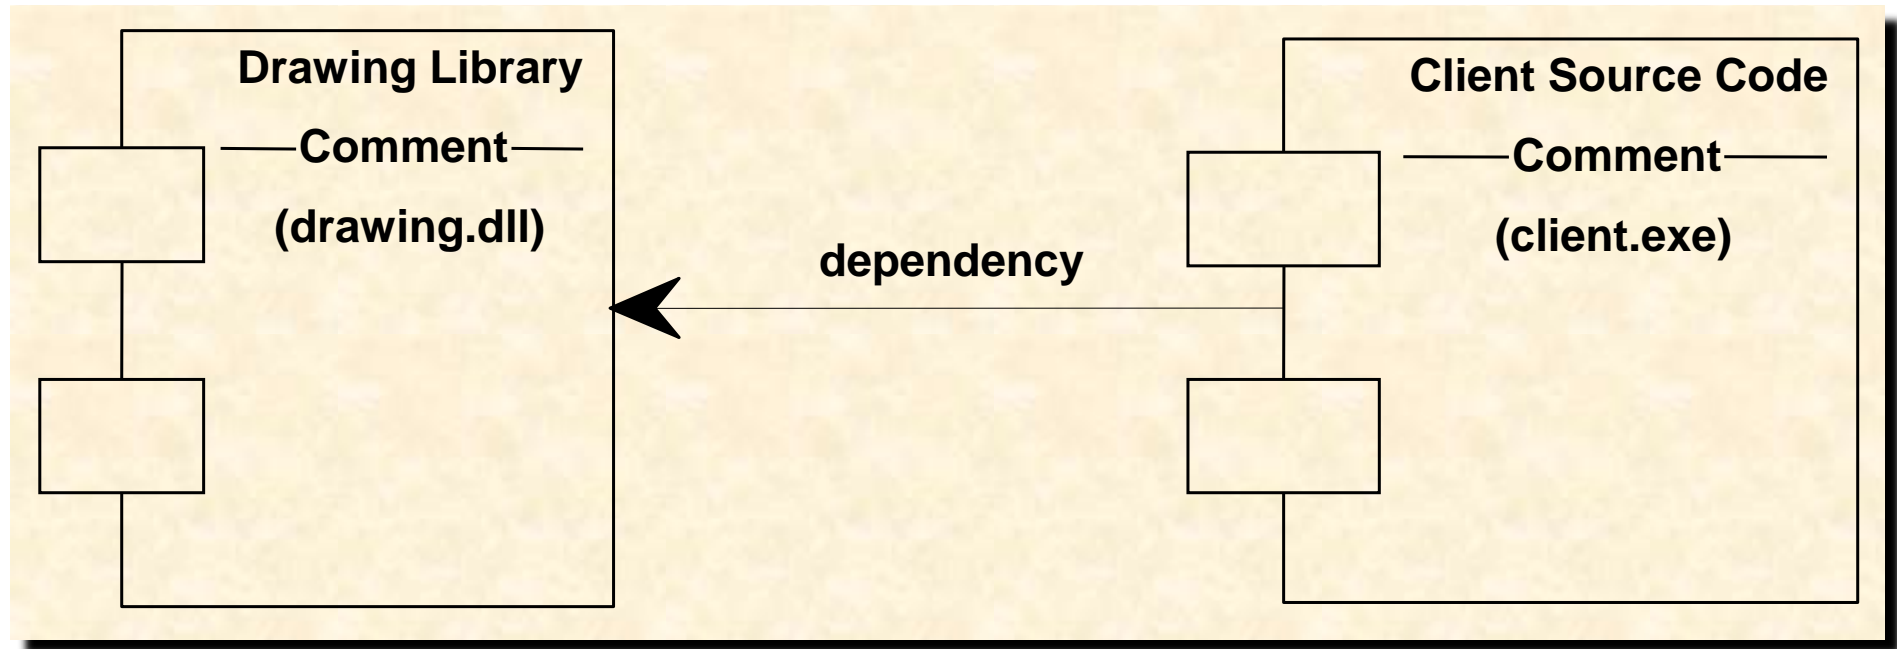 Drawing Library
Comment
(drawing.dll)
dependency
Client Source Code
Comment
(client.exe)